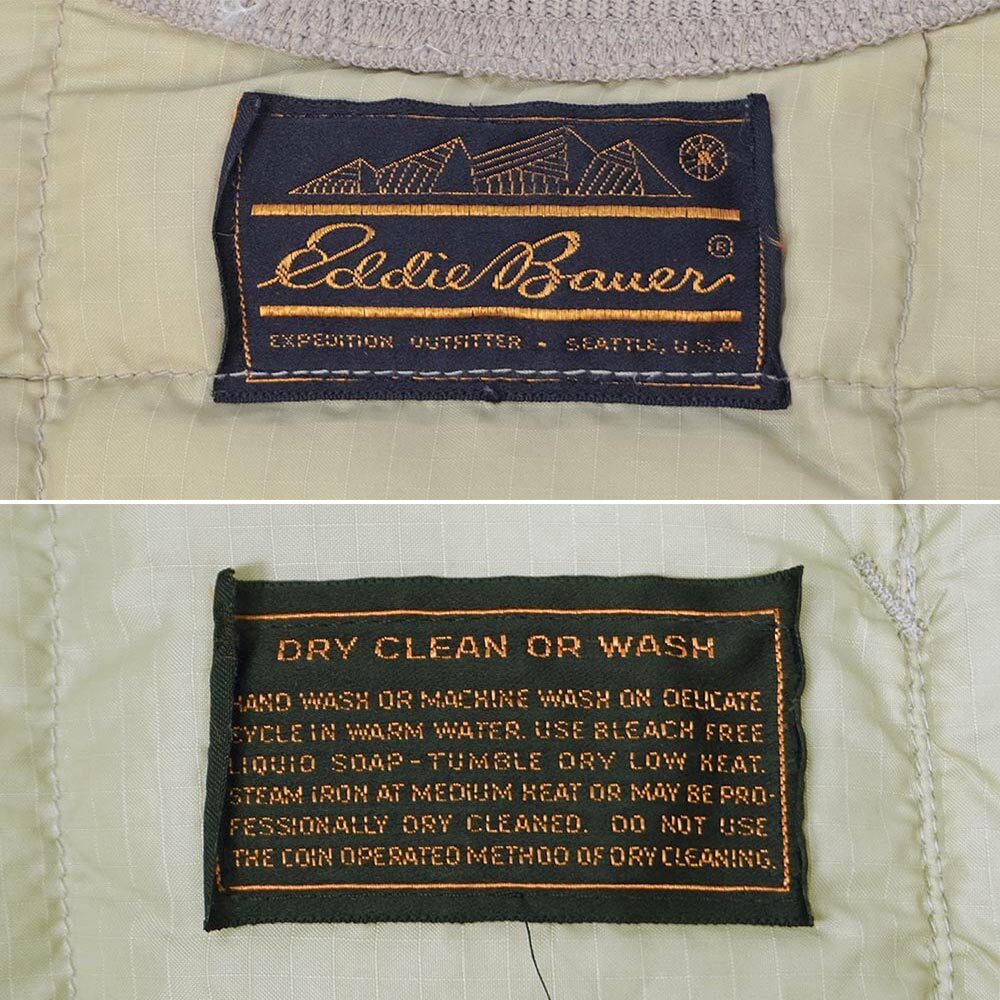 Eddie Bauer ®
EXPEDITION OUTFITTER - SEATTLE, U.S.A.
DRY CLEAN OR WASH
HAND WASH OR MACHINE WASH ON DELICATE
CYCLE IN WARM WATER. USE BLEACH FREE
LIQUID SOAP-TUMBLE DRY LOW HEAT.
STEAM IRON AT MEDIUM HEAT OR MAY BE PRO-
FESSIONALLY DRY CLEANED. DO NOT USE
THE COIN OPERATED METHOD OF DRY CLEANING.